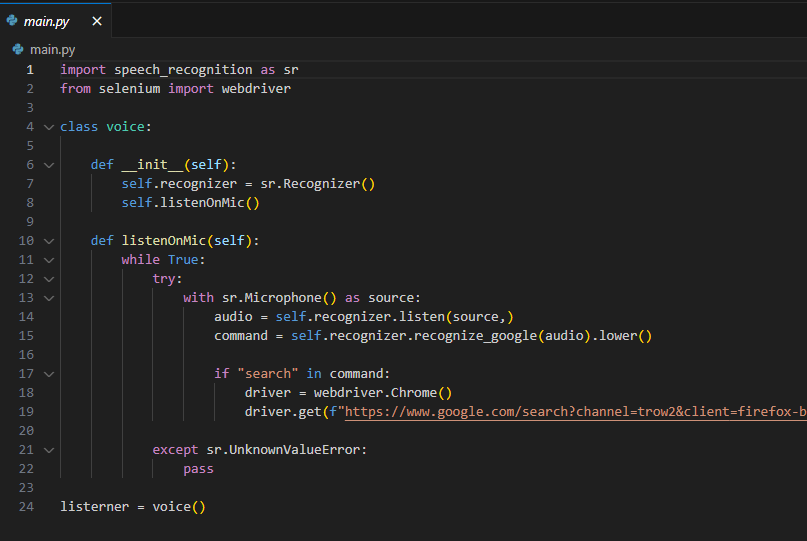 main.py
main.py
1 import speech_recognition as sr
2 from selenium import webdriver
3
4 class voice:
5
6 def __init__(self):
7 self.recognizer = sr.Recognizer()
8 self.listenOnMic()
9
10 def listenOnMic(self):
11 while True:
12 try:
13 with sr.Microphone() as source:
14 audio = self.recognizer.listen(source,)
15 command = self.recognizer.recognize_google(audio).lower()
16
17 if "search" in command:
18 driver = webdriver.Chrome()
19 driver.get(f"https://www.google.com/search?channel=trow2&client=firefox-b
20
21 except sr.UnknownValueError:
22 pass
23
24 listerner = voice()